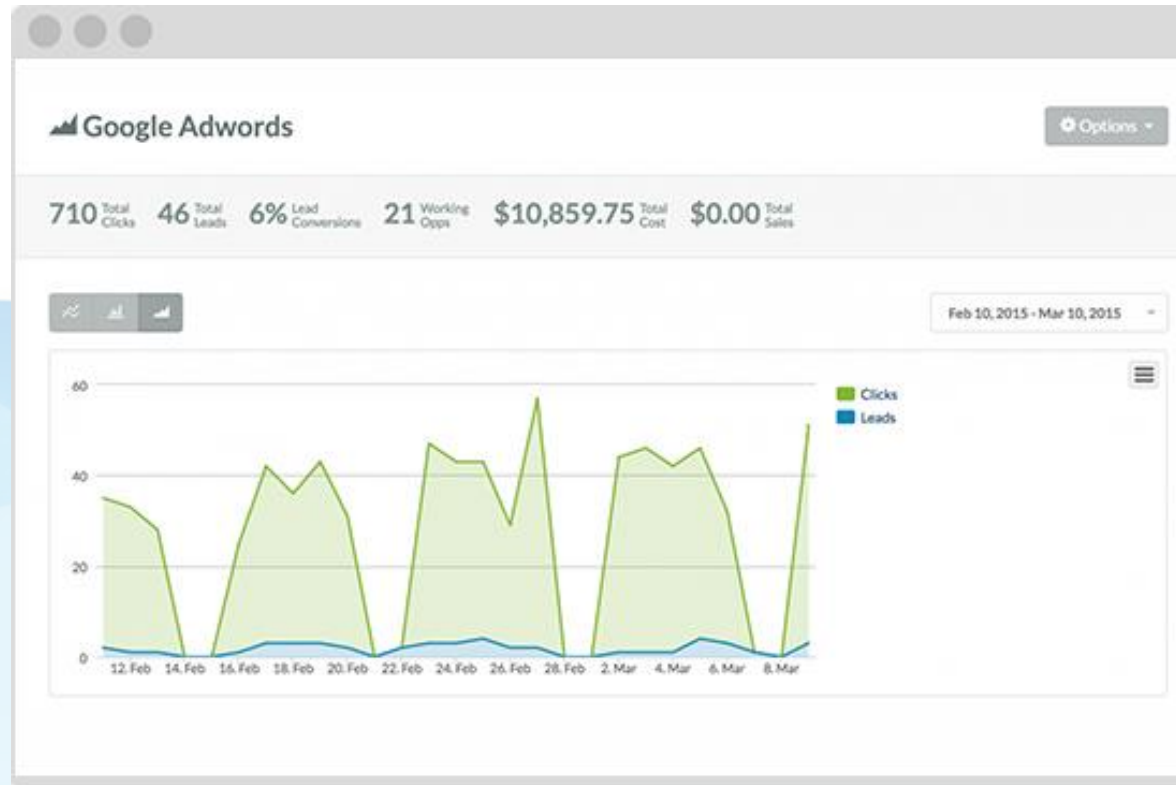 Google Adwords
Options
710 Total Clicks 46 Total Leads 6% Lead Conversions 21 Working Opps $10,859.75 Total Cost $0.00 Total Sales
Feb 10, 2015 - Mar 10, 2015
60
40
20
0
12. Feb 14. Feb 16. Feb 18. Feb 20. Feb 22. Feb 24. Feb 26. Feb 28. Feb 2. Mar 4. Mar 6. Mar 8. Mar
Clicks
Leads